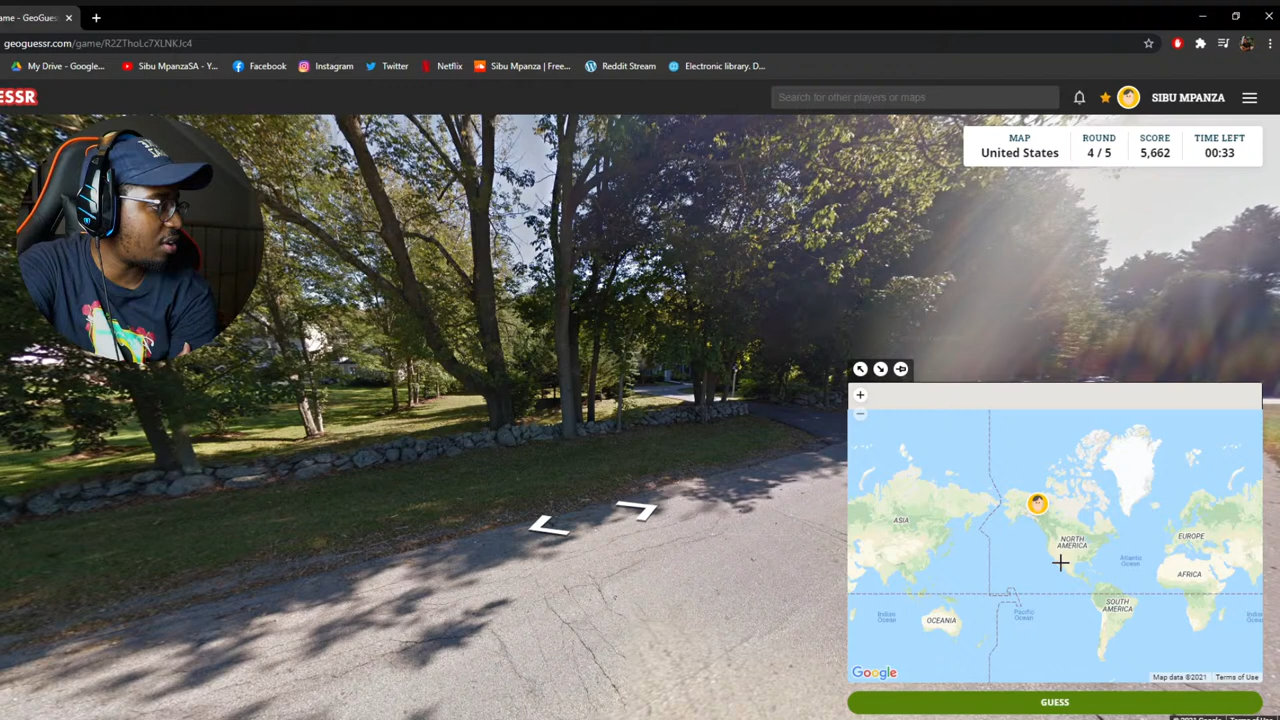 ame - GeoGues
geoguessr.com/game/R2ZThoLc7XLNKJc4
My Drive - Google...
Sibu MpanzaSA - Y...
Facebook
Instagram
Twitter
Netflix
Sibu Mpanza | Free...
Reddit Stream
Electronic library. D...
ESSR
Search for other players or maps
SIBU MPANZA
MAP
United States
ROUND
4 / 5
SCORE
5,662
TIME LEFT
00:33
ASIA
NORTH
AMERICA
EUROPE
Atlantic
Ocean
AFRICA
SOUTH
AMERICA
Indian
Ocean
OCEANIA
Pacific
Ocean
Indian
Ocean
Google
Map data ©2021
Terms of Use
GUESS